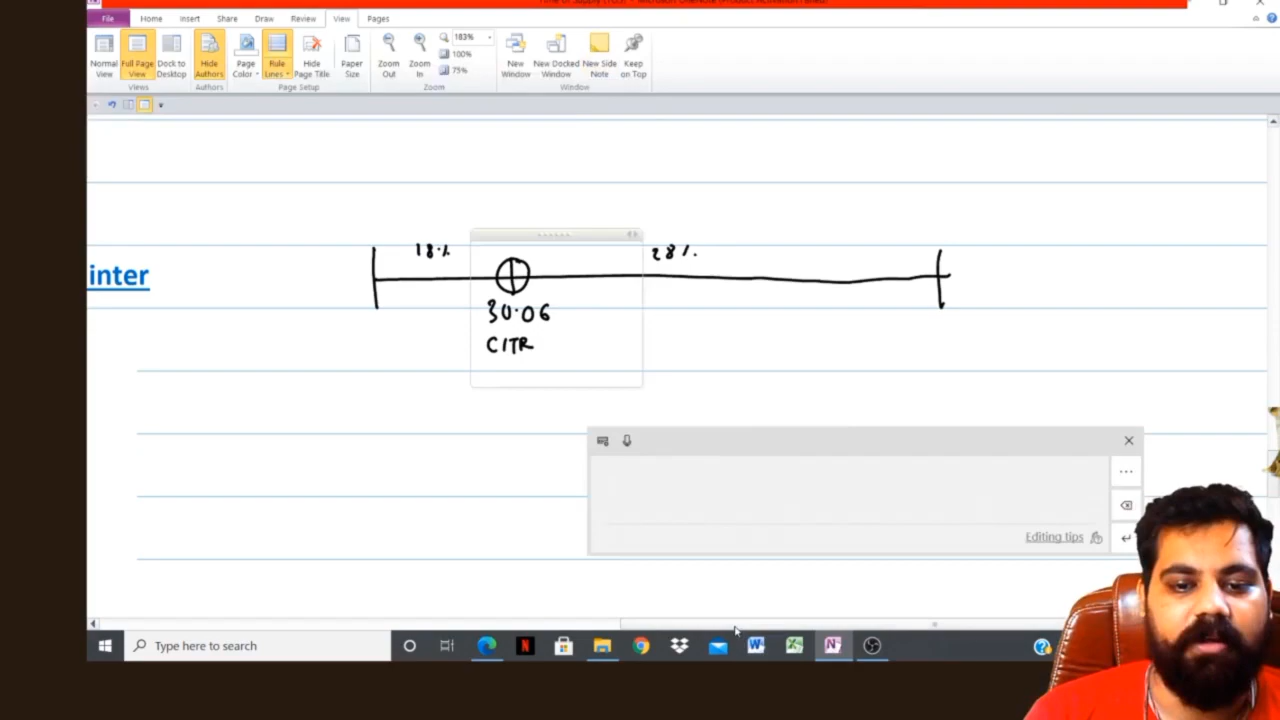 File Home Insert Share Draw Review View Pages
183%
100%
75%
Normal View
Full Page View
Dock to Desktop
Hide Authors
Page Color
Rule Lines
Hide Page Title
Paper Size
Zoom Out
Zoom In
New Window
New Docked Window
New Side Note
Keep on Top
Views
Authors
Page Setup
Zoom
Window
18%
28%
inter
30.06
CITR
Editing tips
Type here to search